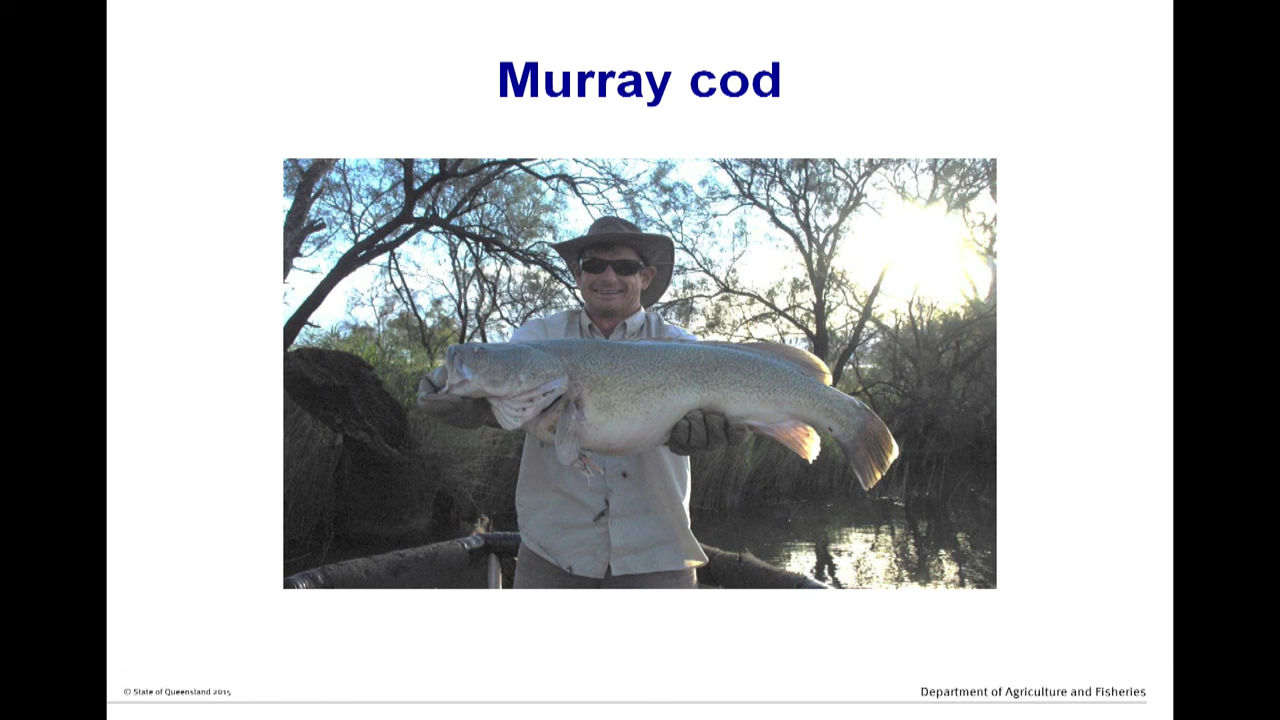 Murray cod
© State of Queensland 2015
Department of Agriculture and Fisheries